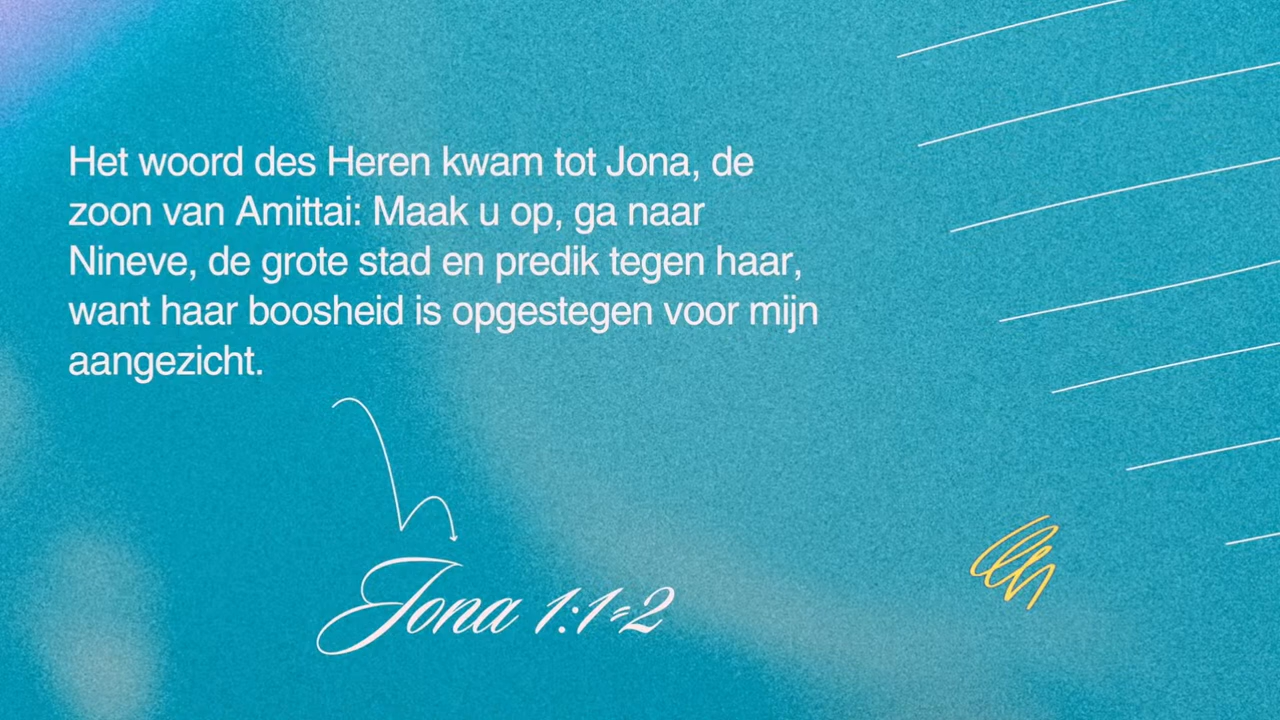 Het woord des Heren kwam tot Jona, de
zoon van Amittai: Maak u op, ga naar
Nineve, de grote stad en predik tegen haar,
want haar boosheid is opgestegen voor mijn
aangezicht.
Jona 1:1-2